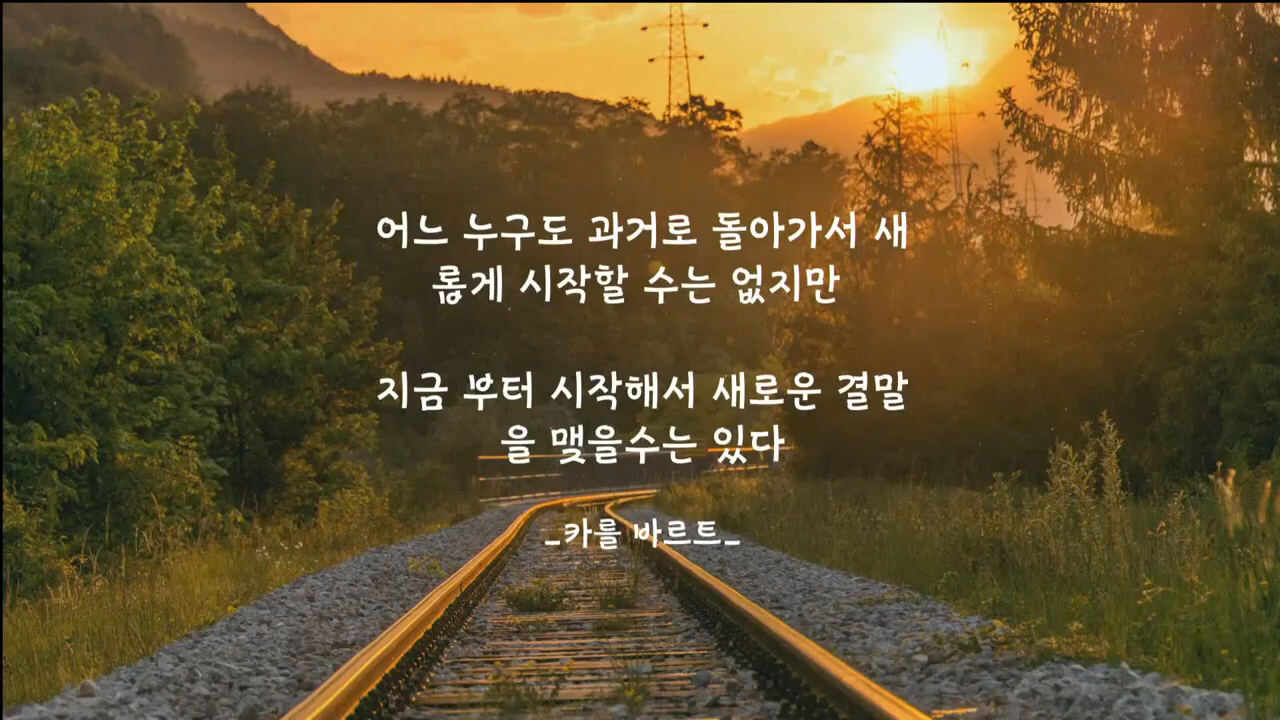 어느 누구도 과거로 돌아가서 새
롭게 시작할 수는 없지만
지금 부터 시작해서 새로운 결말
을 맺을수는 있다
_카를 바르트_